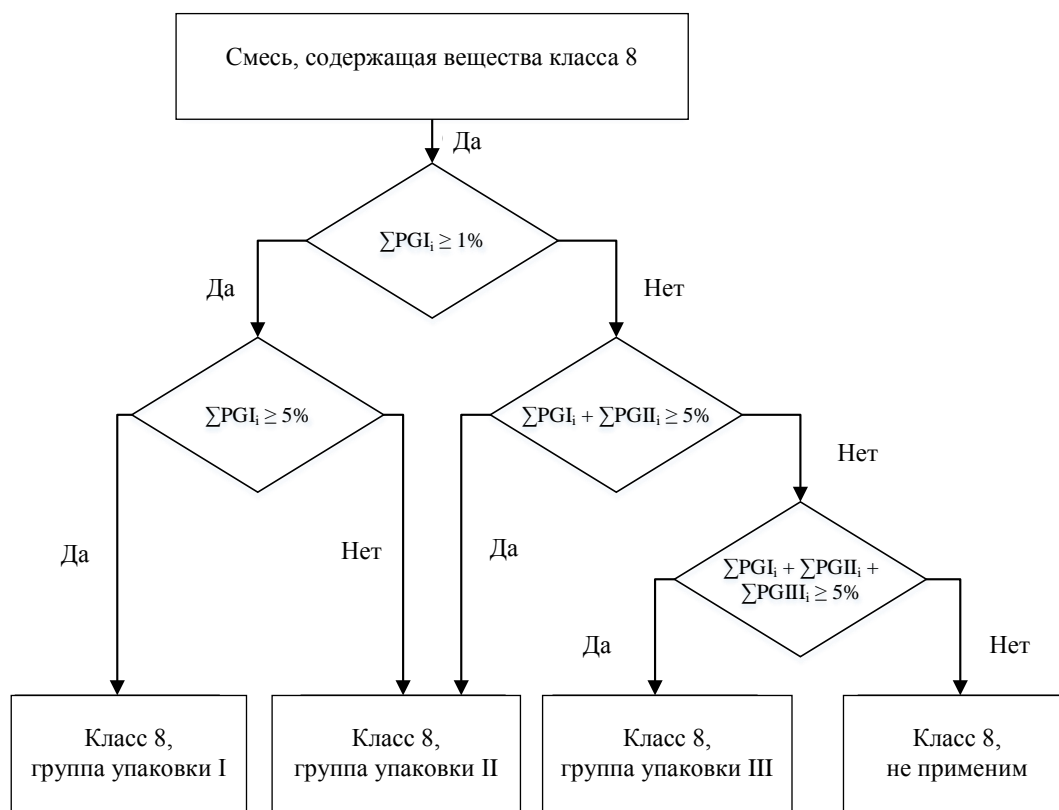 Смесь, содержащая вещества класса 8
Да
∑PGIᵢ ≥ 1%
Да
Нет
∑PGIᵢ ≥ 5%
∑PGIᵢ + ∑PGIIᵢ ≥ 5%
Нет
Да
Нет
Да
∑PGIᵢ + ∑PGIIᵢ +
∑PGIIIᵢ ≥ 5%
Да
Нет
Класс 8,
группа упаковки I
Класс 8,
группа упаковки II
Класс 8,
группа упаковки III
Класс 8,
не применим